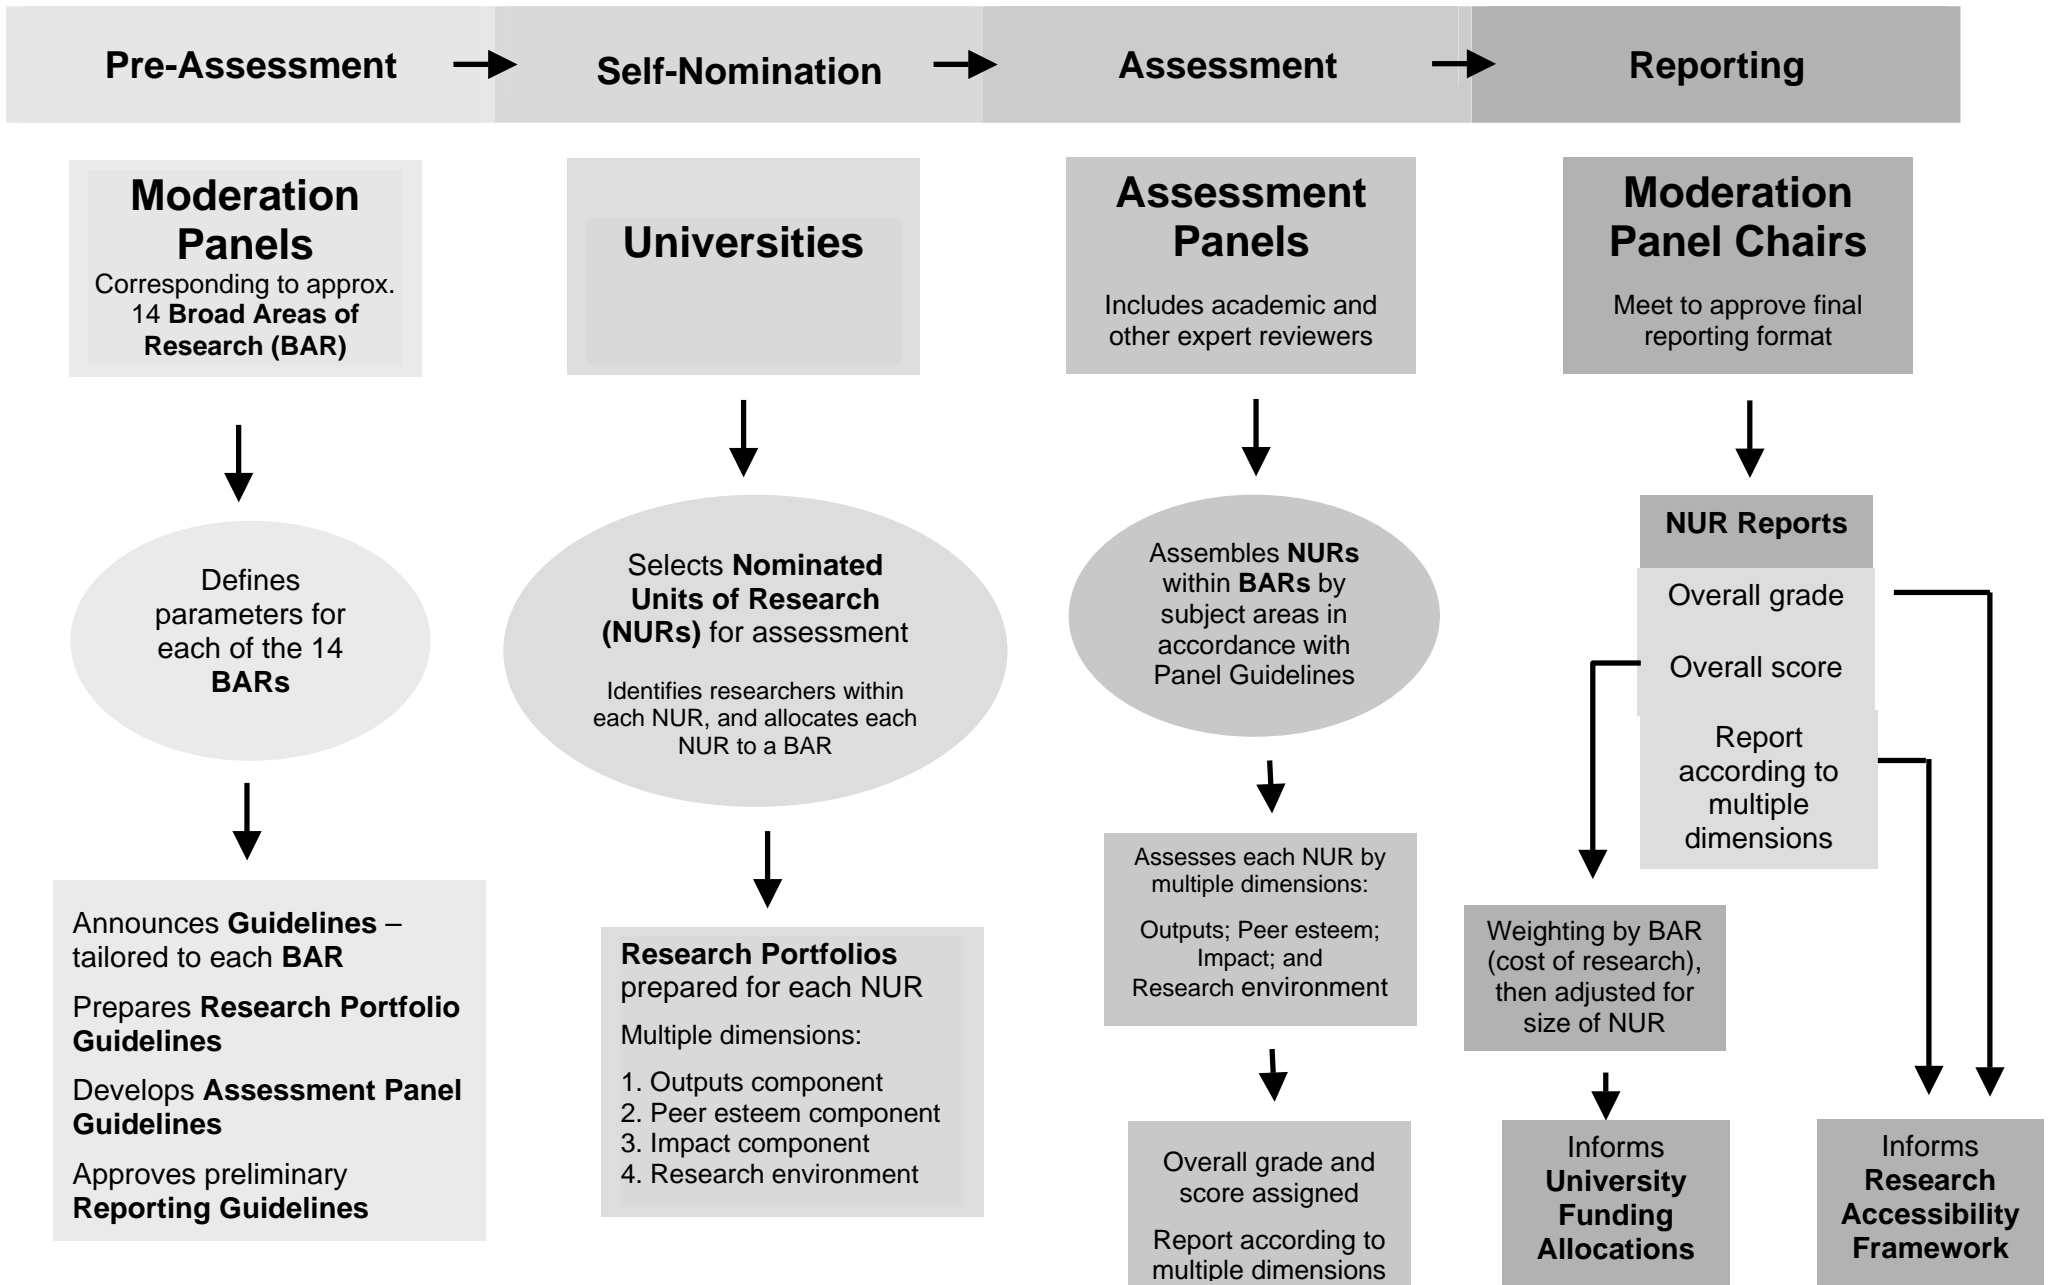 Pre-Assessment
Self-Nomination
Assessment
Reporting
Moderation
Panels
Corresponding to approx.
14 Broad Areas of
Research (BAR)
Defines
parameters for
each of the 14
BARs
Announces Guidelines –
tailored to each BAR
Prepares Research Portfolio
Guidelines
Develops Assessment Panel
Guidelines
Approves preliminary
Reporting Guidelines
Universities
Selects Nominated
Units of Research
(NURs) for assessment
Identifies researchers within
each NUR, and allocates each
NUR to a BAR
Research Portfolios
prepared for each NUR
Multiple dimensions:
1. Outputs component
2. Peer esteem component
3. Impact component
4. Research environment
Assessment
Panels
Includes academic and
other expert reviewers
Assembles NURs
within BARs by
subject areas in
accordance with
Panel Guidelines
Assesses each NUR by
multiple dimensions:
Outputs; Peer esteem;
Impact; and
Research environment
Overall grade and
score assigned
Report according to
multiple dimensions
Moderation
Panel Chairs
Meet to approve final
reporting format
NUR Reports
Overall grade
Overall score
Report
according to
multiple
dimensions
Weighting by BAR
(cost of research),
then adjusted for
size of NUR
Informs
University
Funding
Allocations
Informs
Research
Accessibility
Framework